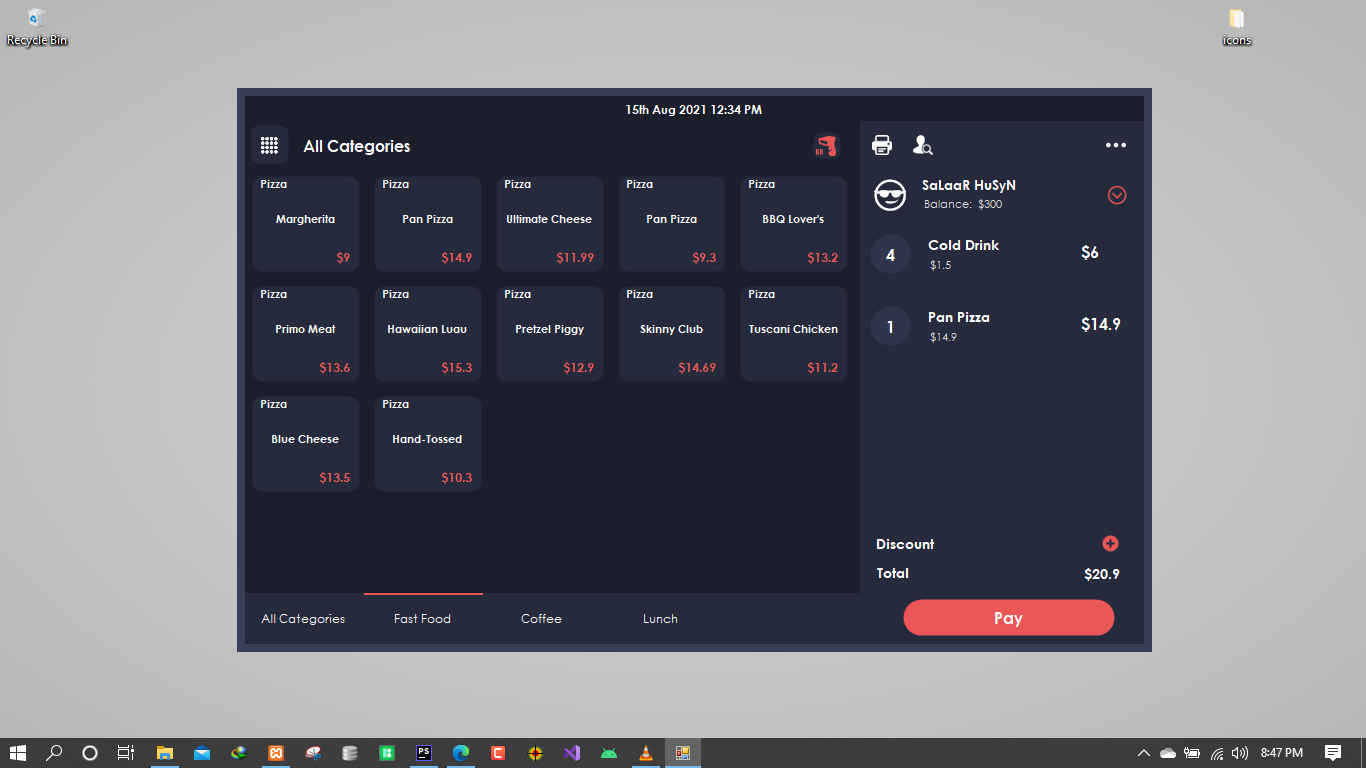 Recycle Bin
icons
15th Aug 2021 12:34 PM
All Categories
Pizza
Margherita
$9
Pizza
Pan Pizza
$14.9
Pizza
Ultimate Cheese
$11.99
Pizza
Pan Pizza
$9.3
Pizza
BBQ Lover's
$13.2
Pizza
Primo Meat
$13.6
Pizza
Hawaiian Luau
$15.3
Pizza
Pretzel Piggy
$12.9
Pizza
Skinny Club
$14.69
Pizza
Tuscani Chicken
$11.2
Pizza
Blue Cheese
$13.5
Pizza
Hand-Tossed
$10.3
All Categories
Fast Food
Coffee
Lunch
SaLaaR HuSyN
Balance: $300
4
Cold Drink
$1.5
$6
1
Pan Pizza
$14.9
$14.9
Discount
Total
$20.9
Pay
PS
C
8:47 PM